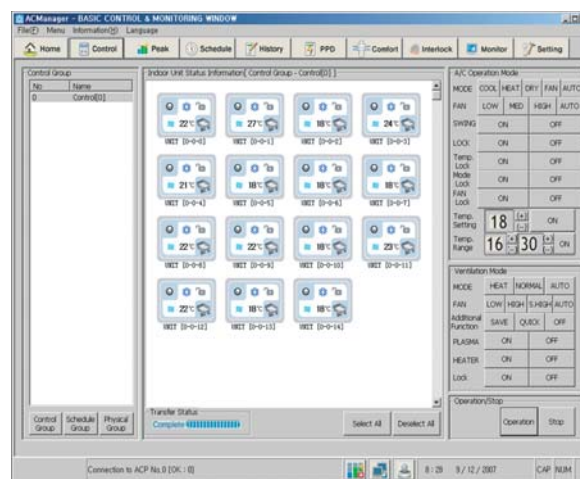 ACManager - BASIC CONTROL & MONITORING WINDOW
File(F) Menu Information(H) Language
Home Control Peak Schedule History PPD Comfort Interlock Monitor Setting
Control Group
No Name
0 Control[0]
Control Group
Schedule Group
Physical Group
Indoor Unit Status Information[ Control Group - Control[0] ]
22℃ 27℃ 18℃ 24℃
UNIT [0-0-0] UNIT [0-0-1] UNIT [0-0-2] UNIT [0-0-3]
21℃ 18℃ 18℃ 18℃
UNIT [0-0-4] UNIT [0-0-5] UNIT [0-0-6] UNIT [0-0-7]
22℃ 22℃ 18℃ 23℃
UNIT [0-0-8] UNIT [0-0-9] UNIT [0-0-10] UNIT [0-0-11]
22℃ 18℃ 18℃
UNIT [0-0-12] UNIT [0-0-13] UNIT [0-0-14]
Transfer Status
Complete
Select All Deselect All
A/C Operation Mode
MODE COOL HEAT DRY FAN AUTO
FAN LOW MED HIGH AUTO
SWING ON OFF
LOCK ON OFF
Temp. Lock ON OFF
Mode Lock ON OFF
FAN Lock ON OFF
Temp. Setting 18 [+] [-] ON
Temp. Range 16 [+] [-] 30 [+] [-] ON
Ventilation Mode
MODE HEAT NORMAL AUTO
FAN LOW HIGH S.HIGH AUTO
Additional Function SAVE QUICK OFF
PLASMA ON OFF
HEATER ON OFF
Lock ON OFF
Operation/Stop
Operation Stop
Connection to ACP No.0 [OK : 0] 8 : 28 9 / 12 / 2007 CAP NUM